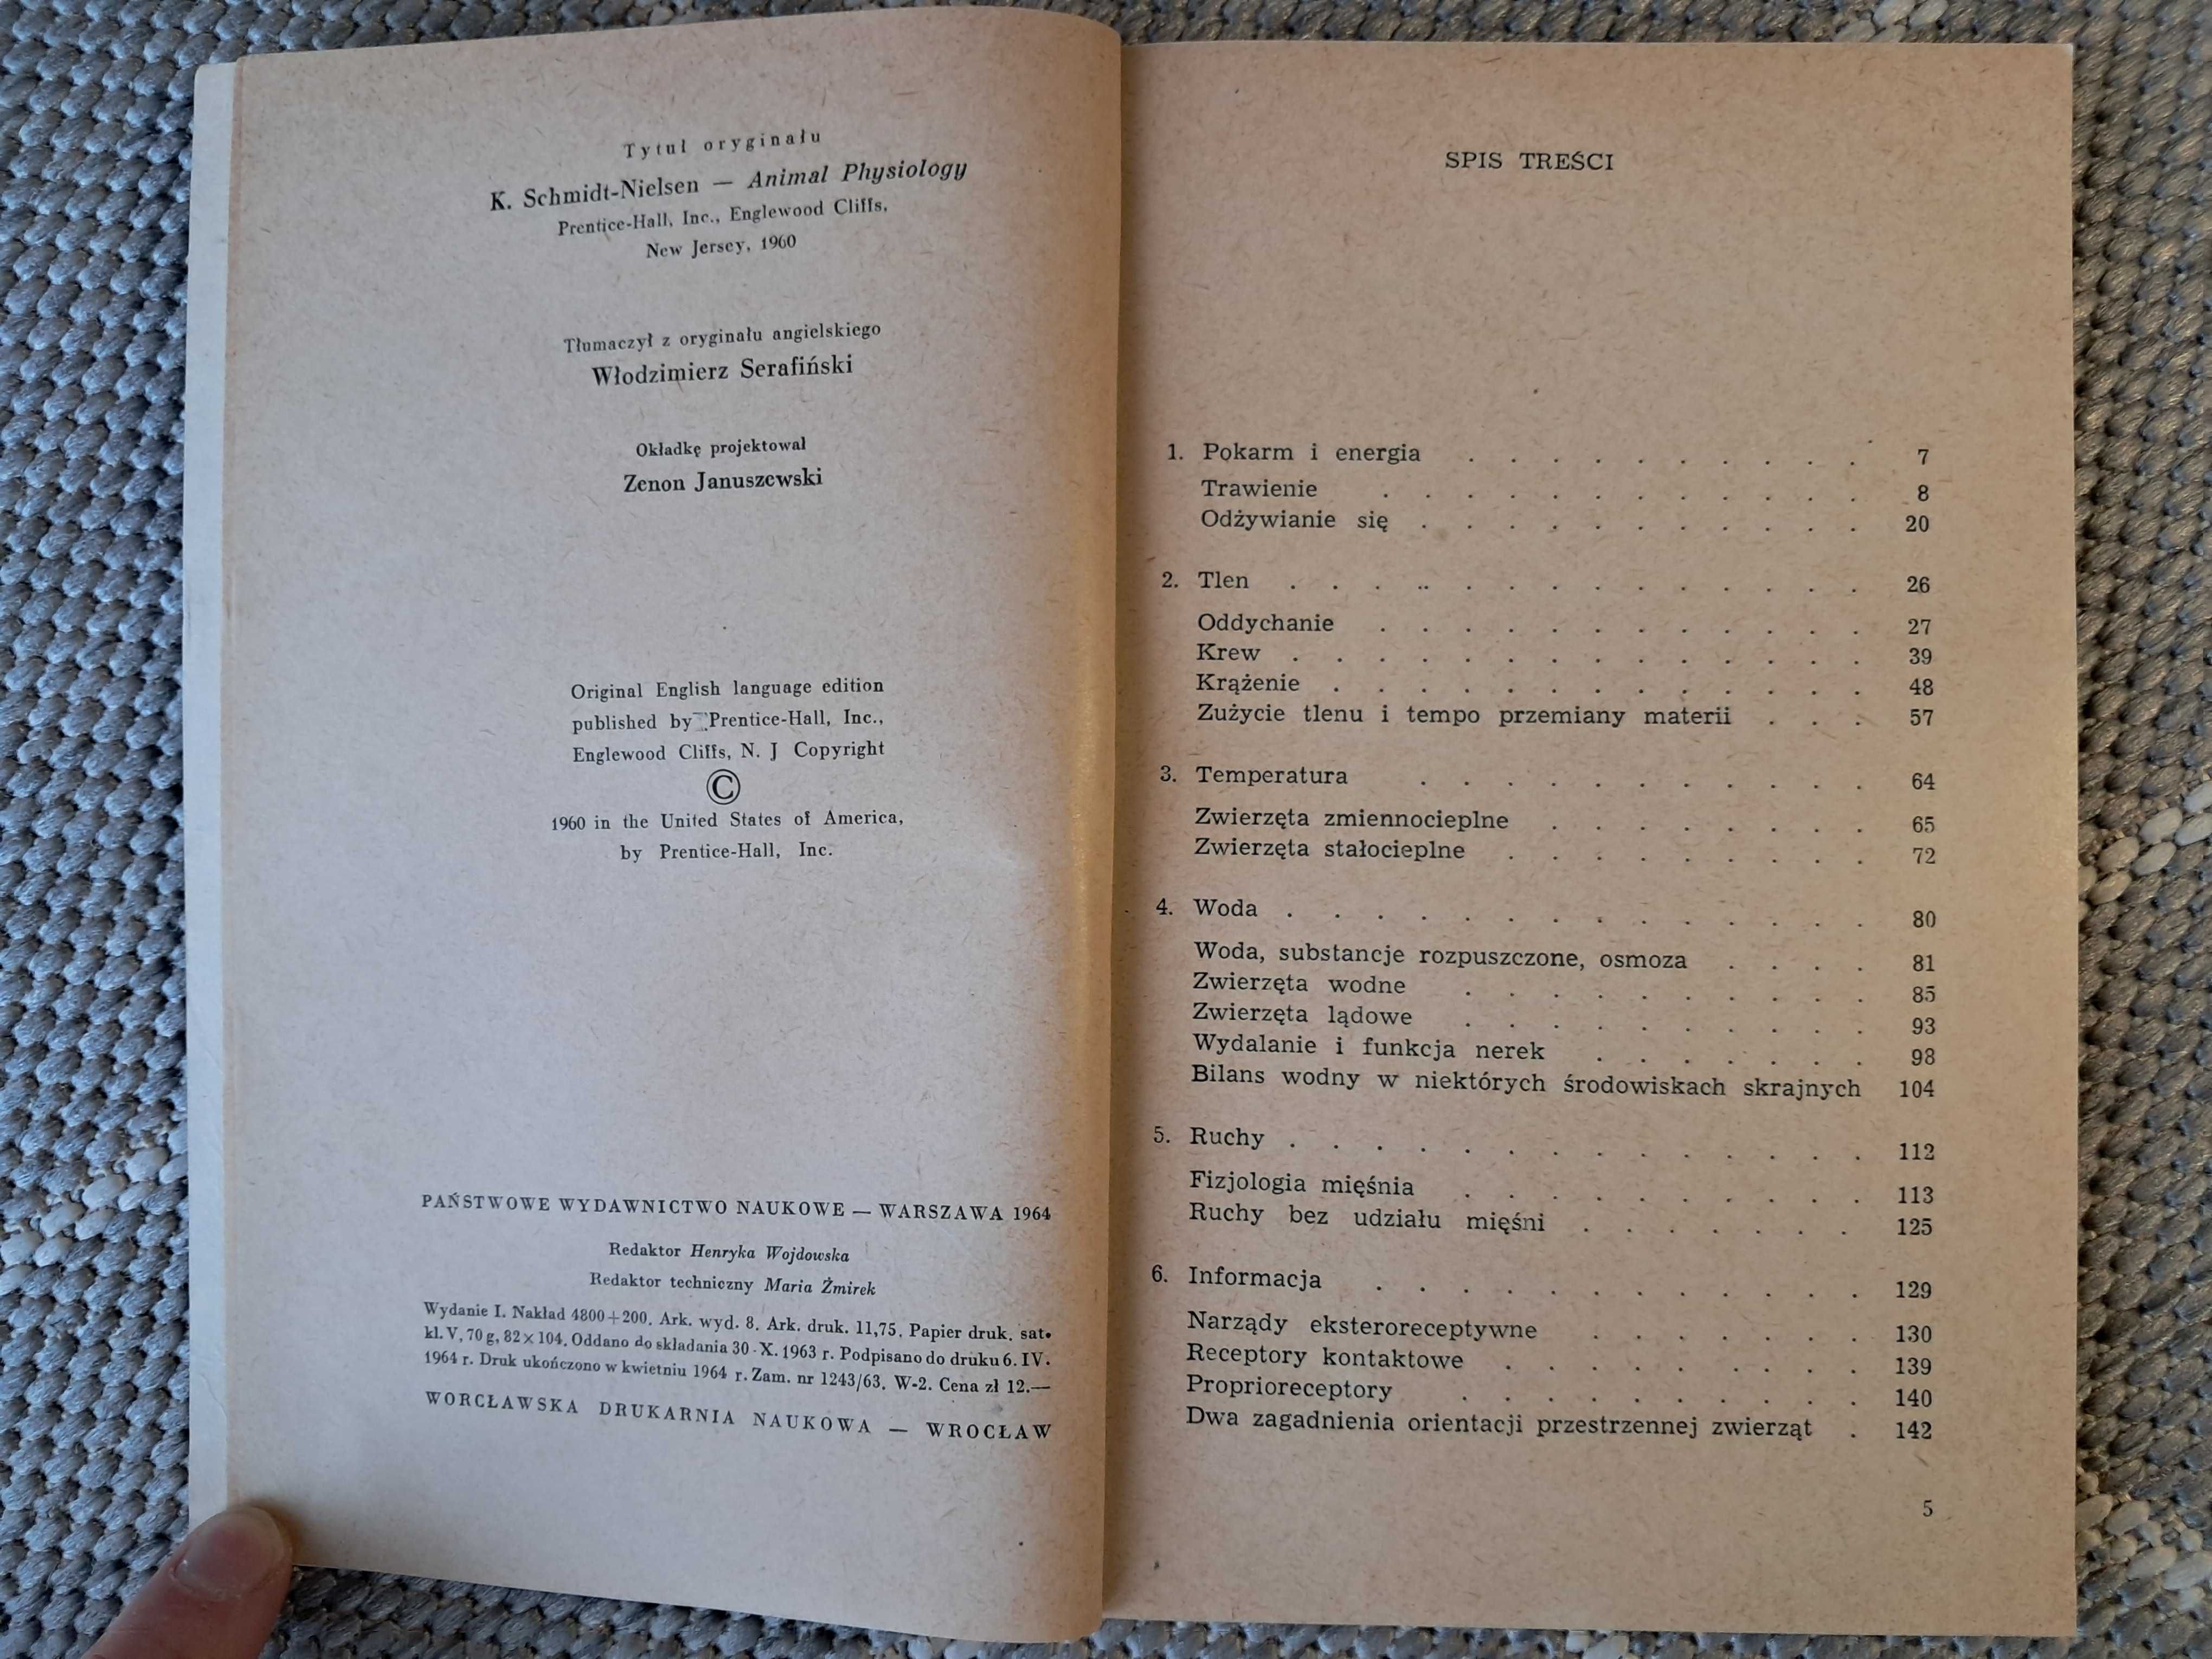 Tytuł oryginału
K. Schmidt-Nielsen — Animal Physiology
Prentice-Hall, Inc., Englewood Cliffs,
New Jersey, 1960
Tłumaczył z oryginału angielskiego
Włodzimierz Serafiński
Okładkę projektował
Zenon Januszewski
Original English language edition
published by Prentice-Hall, Inc.,
Englewood Cliffs, N. J Copyright
©
1960 in the United States of America,
by Prentice-Hall, Inc.
PAŃSTWOWE WYDAWNICTWO NAUKOWE — WARSZAWA 1964
Redaktor Henryka Wojdowska
Redaktor techniczny Maria Żmirek
Wydanie I. Nakład 4800+200. Ark. wyd. 8. Ark. druk. 11,75. Papier druk. sat.
kl. V, 70 g, 82×104. Oddano do składania 30.X.1963 r. Podpisano do druku 6. IV.
1964 r. Druk ukończono w kwietniu 1964 r. Zam. nr 1243/63. W-2. Cena zł 12.—
WORCŁAWSKA DRUKARNIA NAUKOWA — WROCŁAW
SPIS TREŚCI
1. Pokarm i energia . . . . . . . . . . 7
Trawienie . . . . . . . . . . . . 8
Odżywianie się . . . . . . . . . . . 20
2. Tlen . . . . . . . . . . . . . . 26
Oddychanie . . . . . . . . . . . . 27
Krew . . . . . . . . . . . . . . 39
Krążenie . . . . . . . . . . . . . 48
Zużycie tlenu i tempo przemiany materii . . . 57
3. Temperatura . . . . . . . . . . . 64
Zwierzęta zmiennocieplne . . . . . . . . 65
Zwierzęta stałocieplne . . . . . . . . . 72
4. Woda . . . . . . . . . . . . . . 80
Woda, substancje rozpuszczone, osmoza . . . . 81
Zwierzęta wodne . . . . . . . . . . 85
Zwierzęta lądowe . . . . . . . . . . 93
Wydalanie i funkcja nerek . . . . . . . 98
Bilans wodny w niektórych środowiskach skrajnych 104
5. Ruchy . . . . . . . . . . . . . . 112
Fizjologia mięśnia . . . . . . . . . . 113
Ruchy bez udziału mięśni . . . . . . . 125
6. Informacja . . . . . . . . . . . . 129
Narządy eksteroreceptywne . . . . . . . 130
Receptory kontaktowe . . . . . . . . 139
Proprioreceptory . . . . . . . . . . 140
Dwa zagadnienia orientacji przestrzennej zwierząt . 142
5